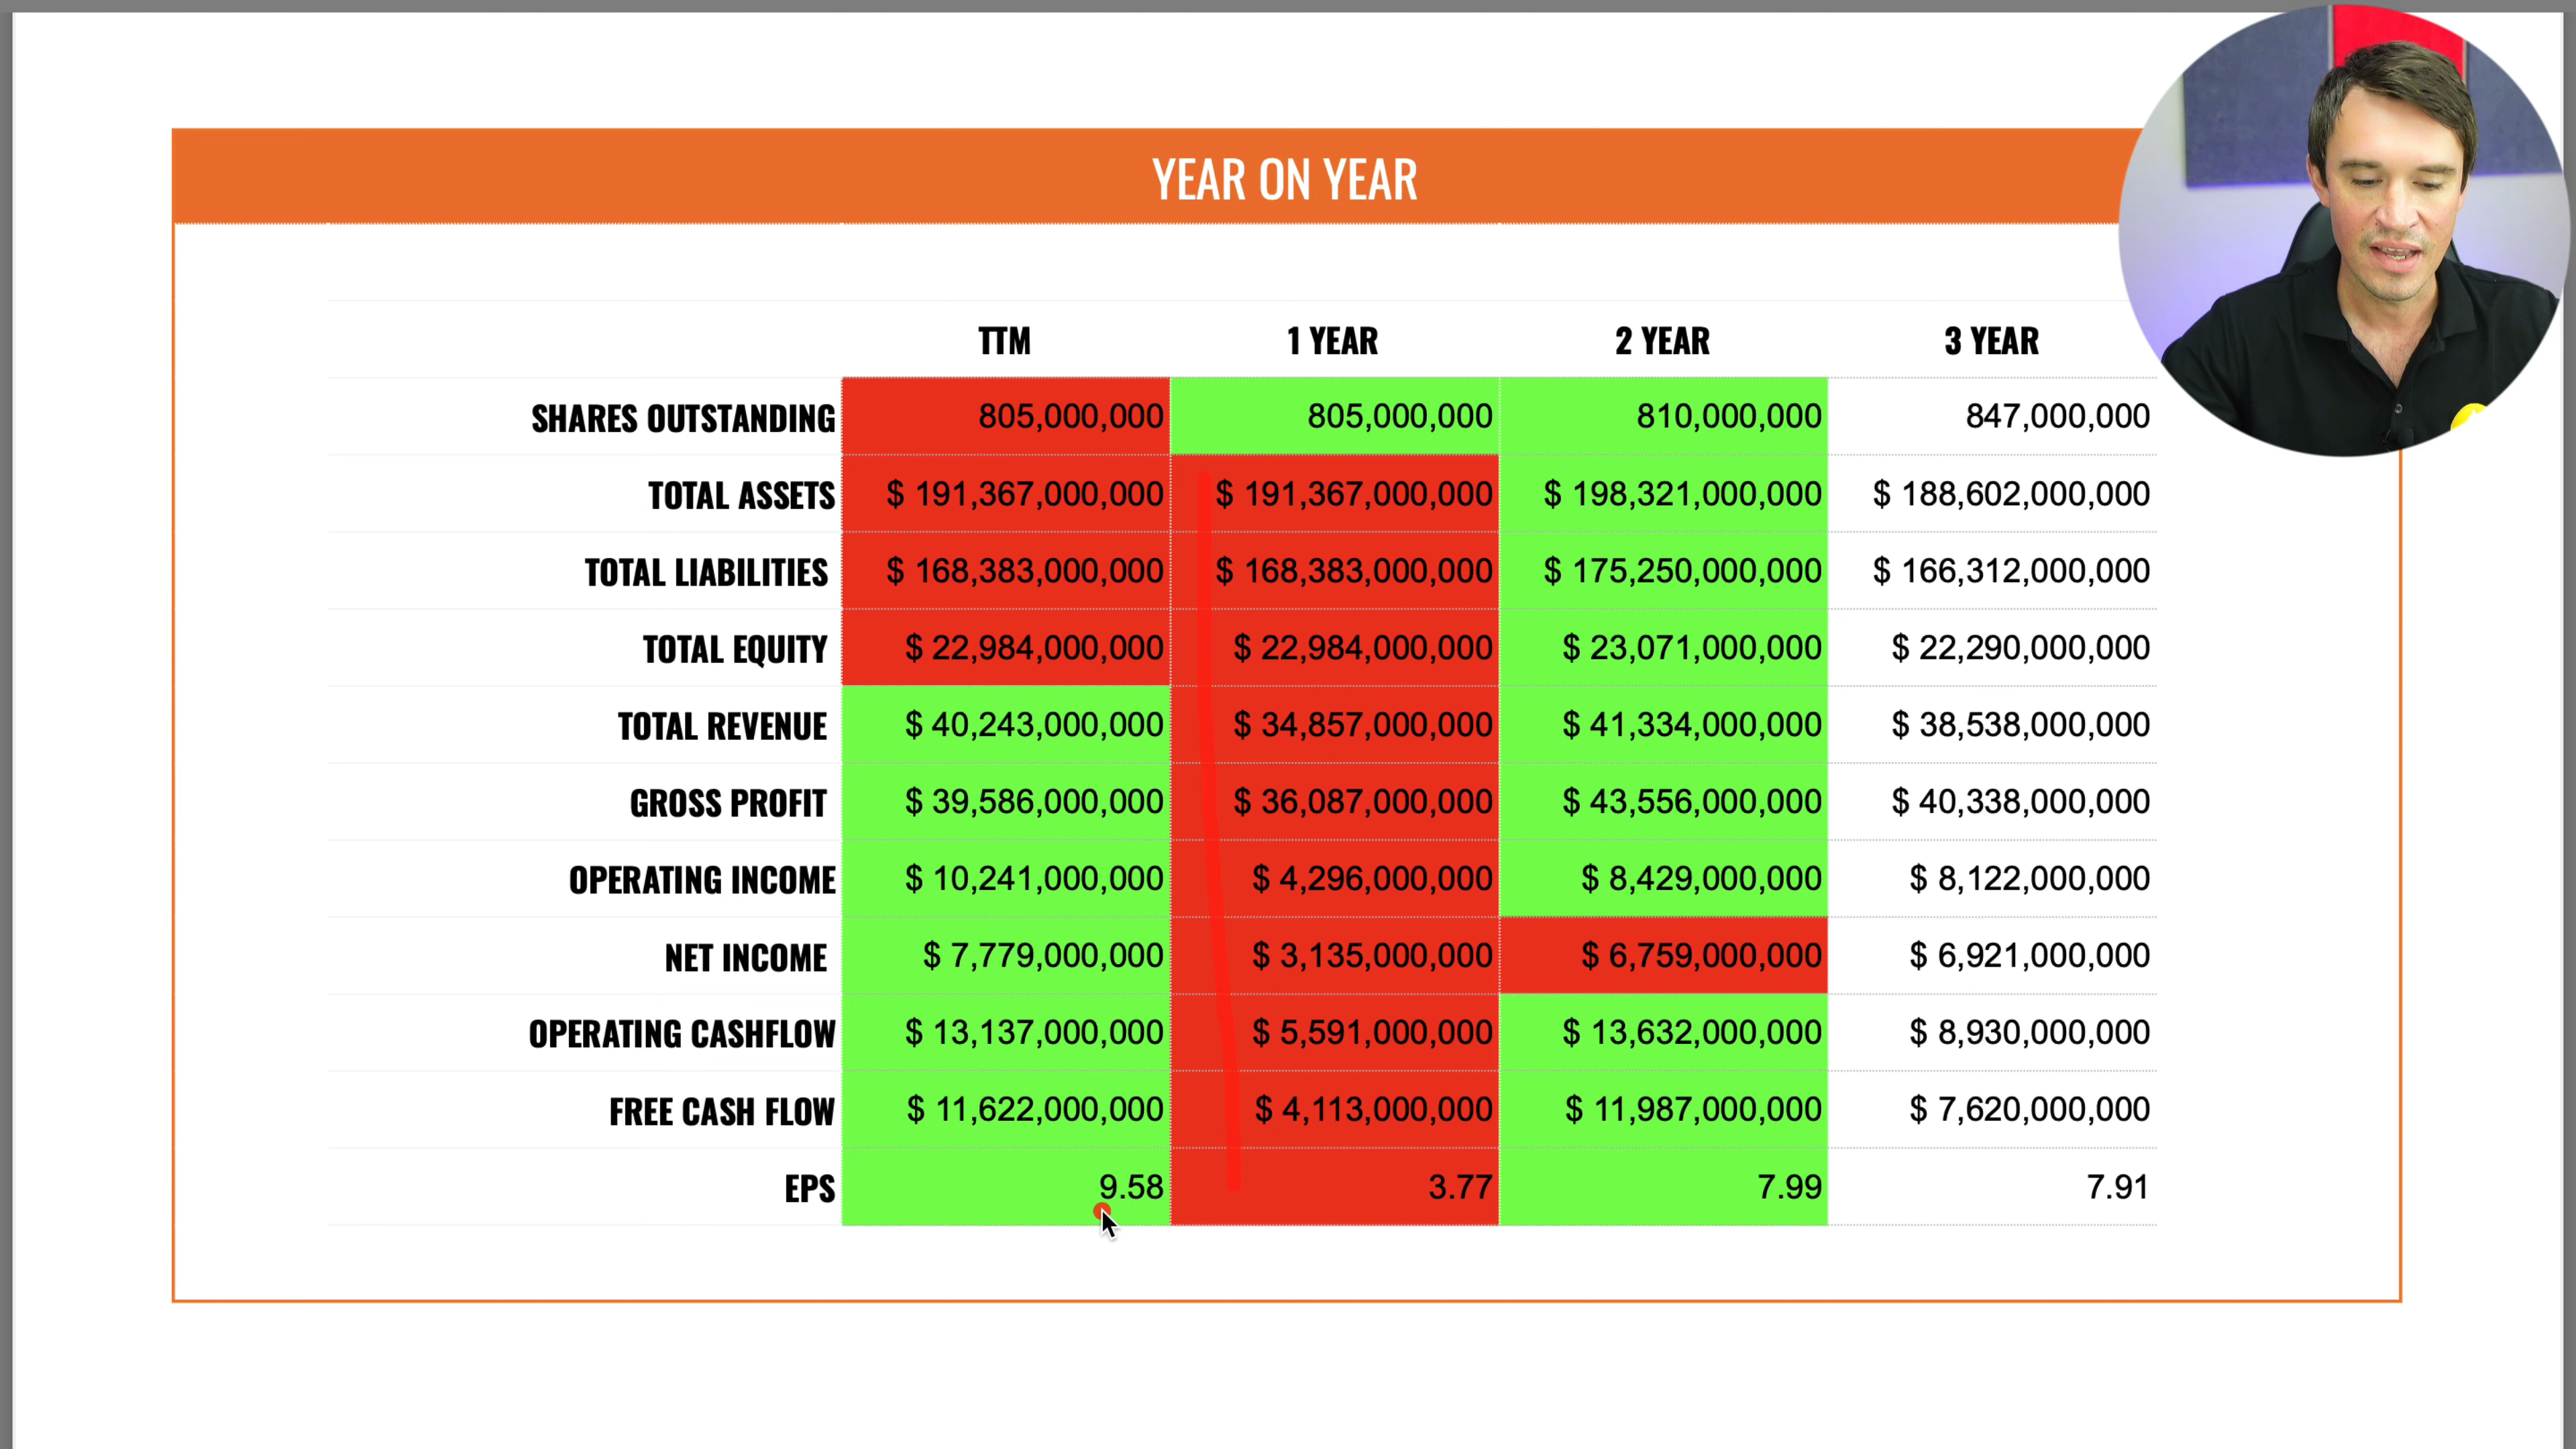 YEAR ON YEAR
TTM 1 YEAR 2 YEAR 3 YEAR
SHARES OUTSTANDING 805,000,000 805,000,000 810,000,000 847,000,000
TOTAL ASSETS $ 191,367,000,000 $ 191,367,000,000 $ 198,321,000,000 $ 188,602,000,000
TOTAL LIABILITIES $ 168,383,000,000 $ 168,383,000,000 $ 175,250,000,000 $ 166,312,000,000
TOTAL EQUITY $ 22,984,000,000 $ 22,984,000,000 $ 23,071,000,000 $ 22,290,000,000
TOTAL REVENUE $ 40,243,000,000 $ 34,857,000,000 $ 41,334,000,000 $ 38,538,000,000
GROSS PROFIT $ 39,586,000,000 $ 36,087,000,000 $ 43,556,000,000 $ 40,338,000,000
OPERATING INCOME $ 10,241,000,000 $ 4,296,000,000 $ 8,429,000,000 $ 8,122,000,000
NET INCOME $ 7,779,000,000 $ 3,135,000,000 $ 6,759,000,000 $ 6,921,000,000
OPERATING CASHFLOW $ 13,137,000,000 $ 5,591,000,000 $ 13,632,000,000 $ 8,930,000,000
FREE CASH FLOW $ 11,622,000,000 $ 4,113,000,000 $ 11,987,000,000 $ 7,620,000,000
EPS 9.58 3.77 7.99 7.91